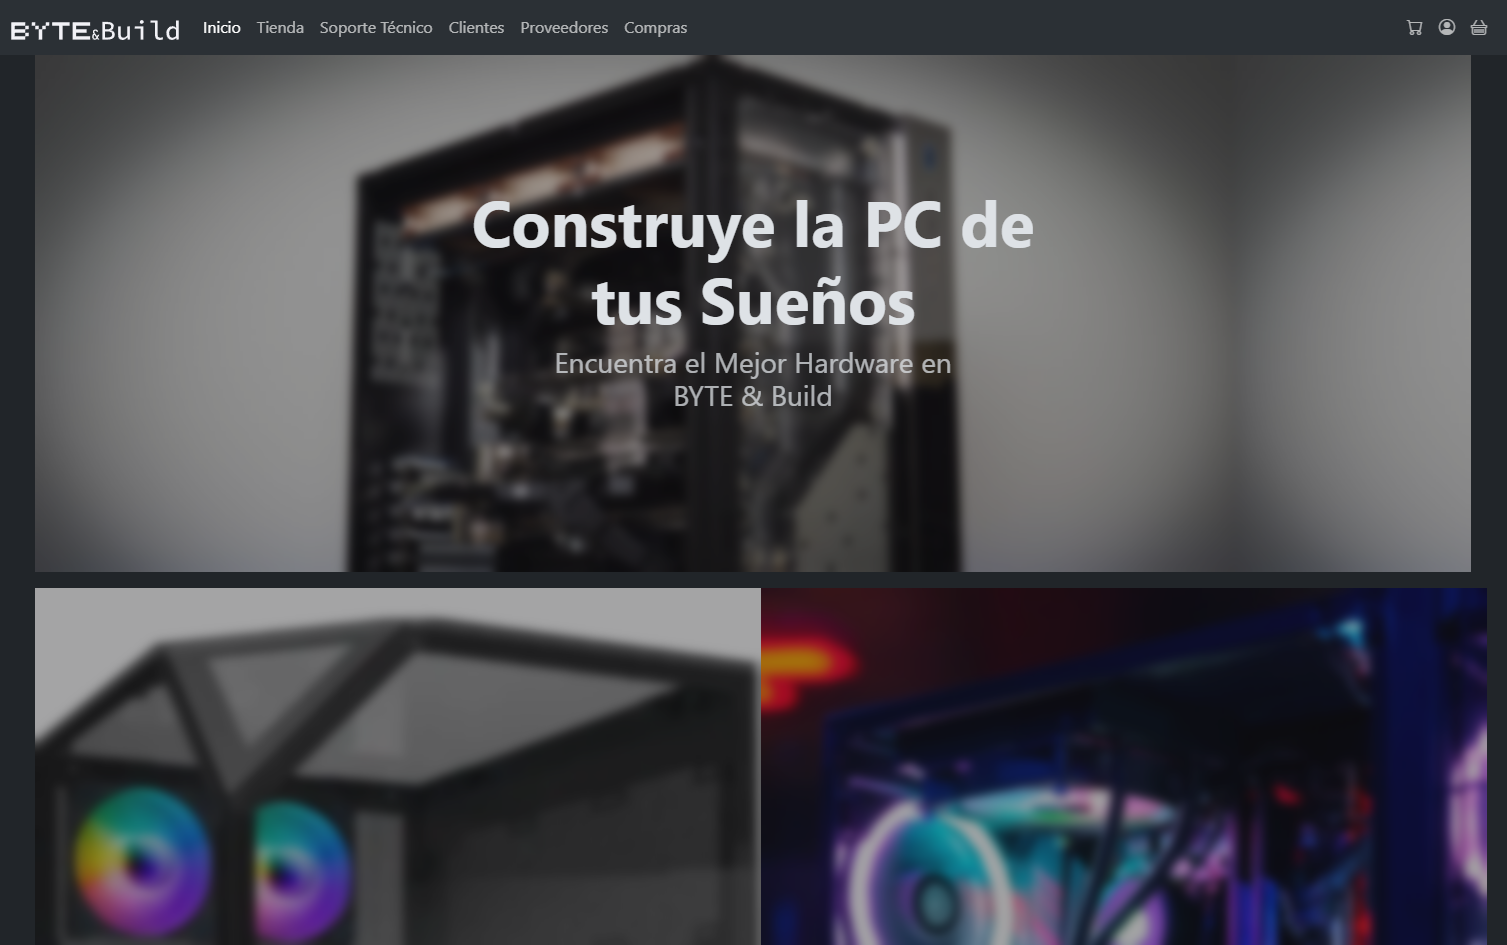 BYTE&Build Inicio Tienda Soporte Técnico Clientes Proveedores Compras
Construye la PC de
tus Sueños
Encuentra el Mejor Hardware en
BYTE & Build